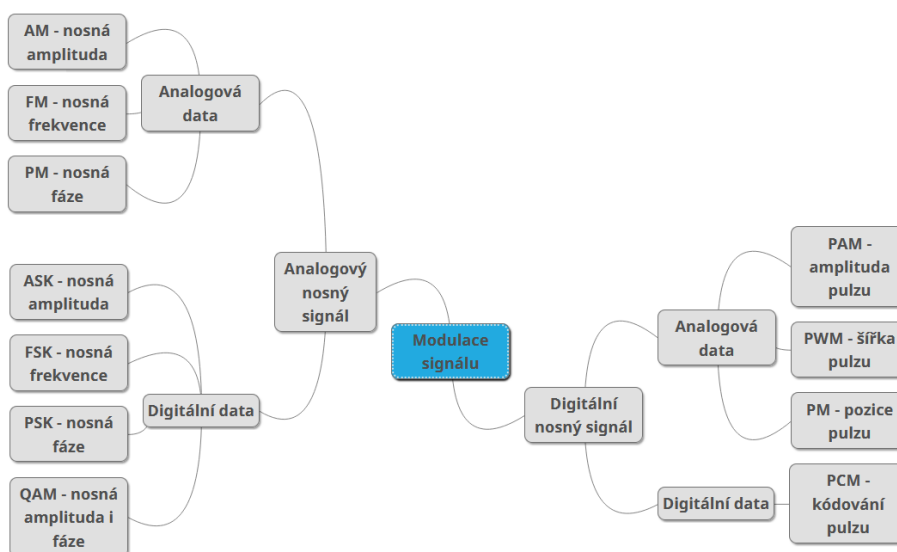 AM - nosná
amplituda
FM - nosná
frekvence
PM - nosná
fáze
Analogová
data
ASK - nosná
amplituda
FSK - nosná
frekvence
PSK - nosná
fáze
QAM - nosná
amplituda i
fáze
Digitální data
Analogový
nosný
signál
Modulace
signálu
Digitální
nosný signál
Analogová
data
PAM -
amplituda
pulzu
PWM - šířka
pulzu
PM - pozice
pulzu
Digitální data
PCM -
kódování
pulzu